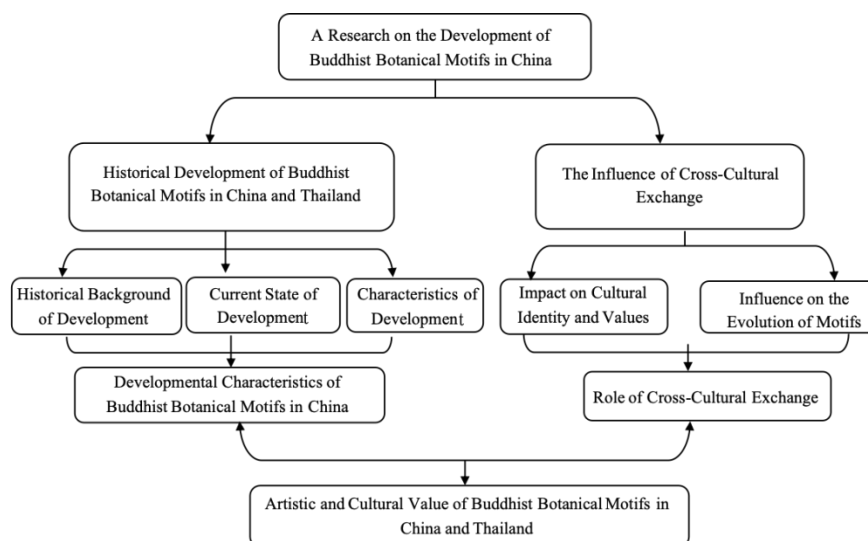 A Research on the Development of
Buddhist Botanical Motifs in China
Historical Development of Buddhist
Botanical Motifs in China and Thailand
The Influence of Cross-Cultural
Exchange
Historical Background
of Development
Current State of
Development
Characteristics of
Development
Impact on Cultural
Identity and Values
Influence on the
Evolution of Motifs
Developmental Characteristics of
Buddhist Botanical Motifs in China
Role of Cross-Cultural Exchange
Artistic and Cultural Value of Buddhist Botanical Motifs in
China and Thailand